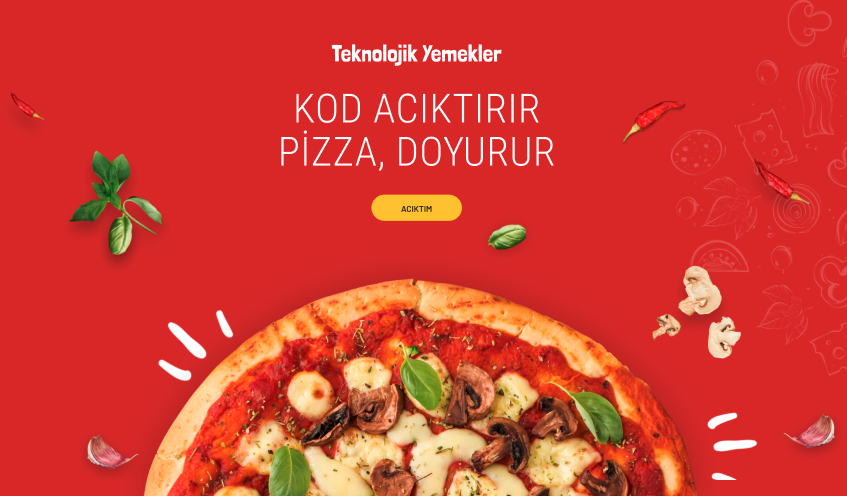 Teknolojik Yemekler
KOD ACIKTIRIR
PİZZA, DOYURUR
ACIKTIM